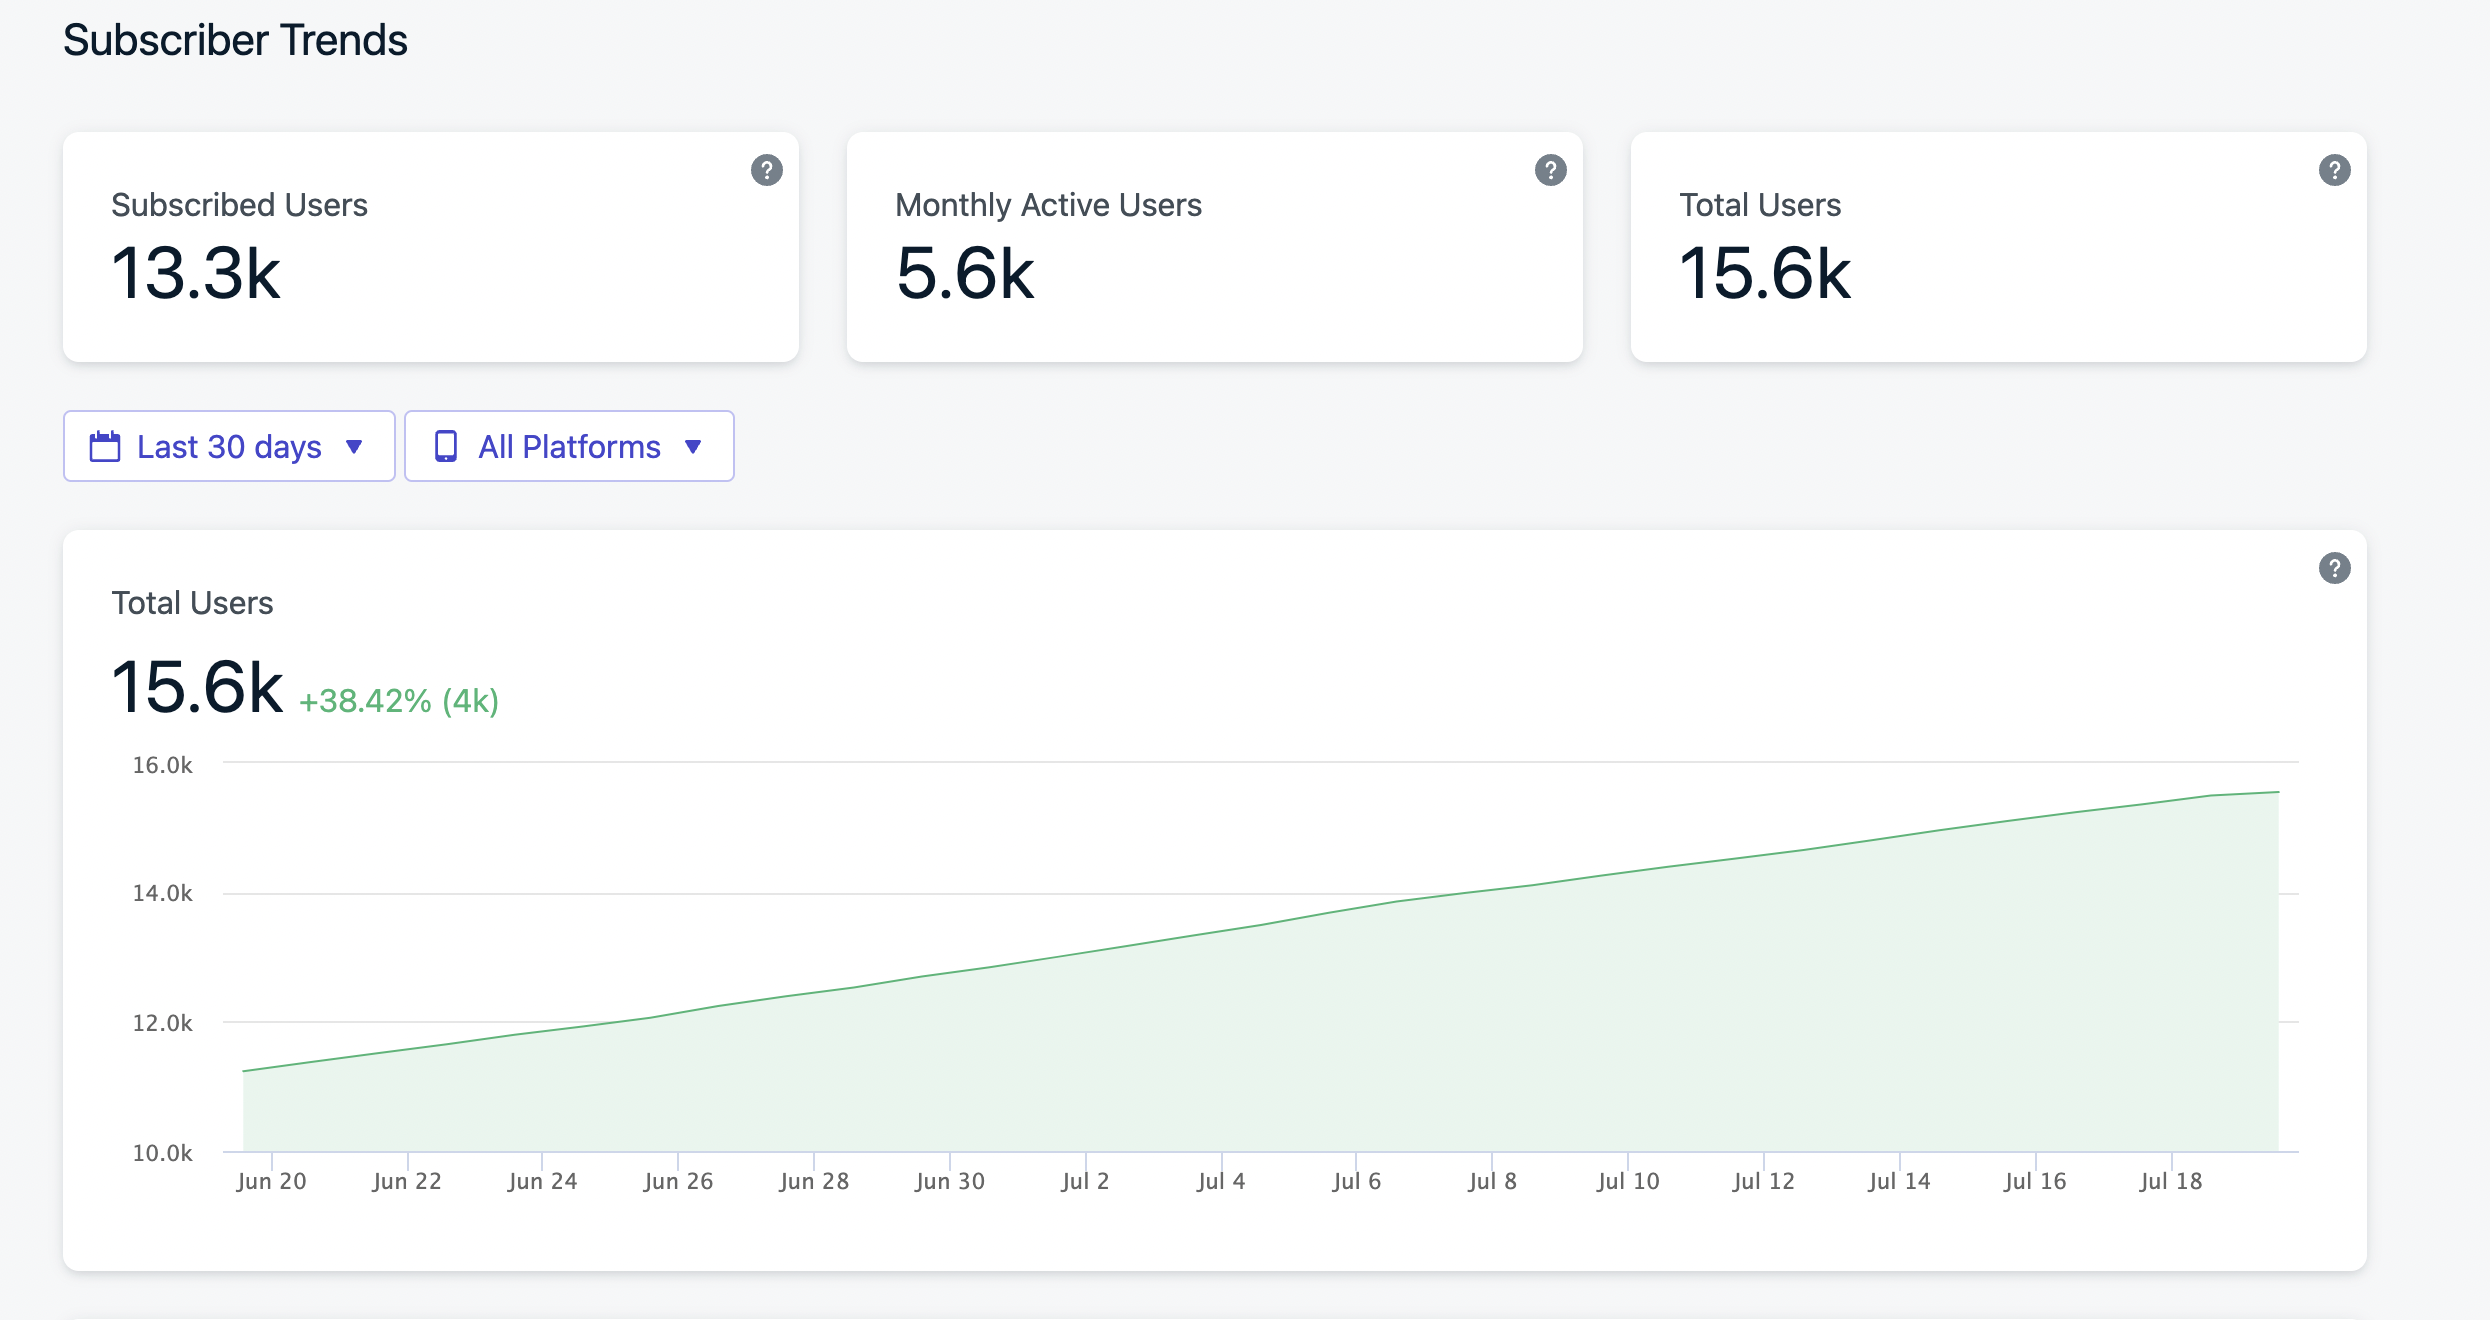 Subscriber Trends
Subscribed Users
?
13.3k
Monthly Active Users
?
5.6k
Total Users
?
15.6k
Last 30 days
All Platforms
?
Total Users
15.6k +38.42% (4k)
16.0k
14.0k
12.0k
10.0k
Jun 20 Jun 22 Jun 24 Jun 26 Jun 28 Jun 30 Jul 2 Jul 4 Jul 6 Jul 8 Jul 10 Jul 12 Jul 14 Jul 16 Jul 18